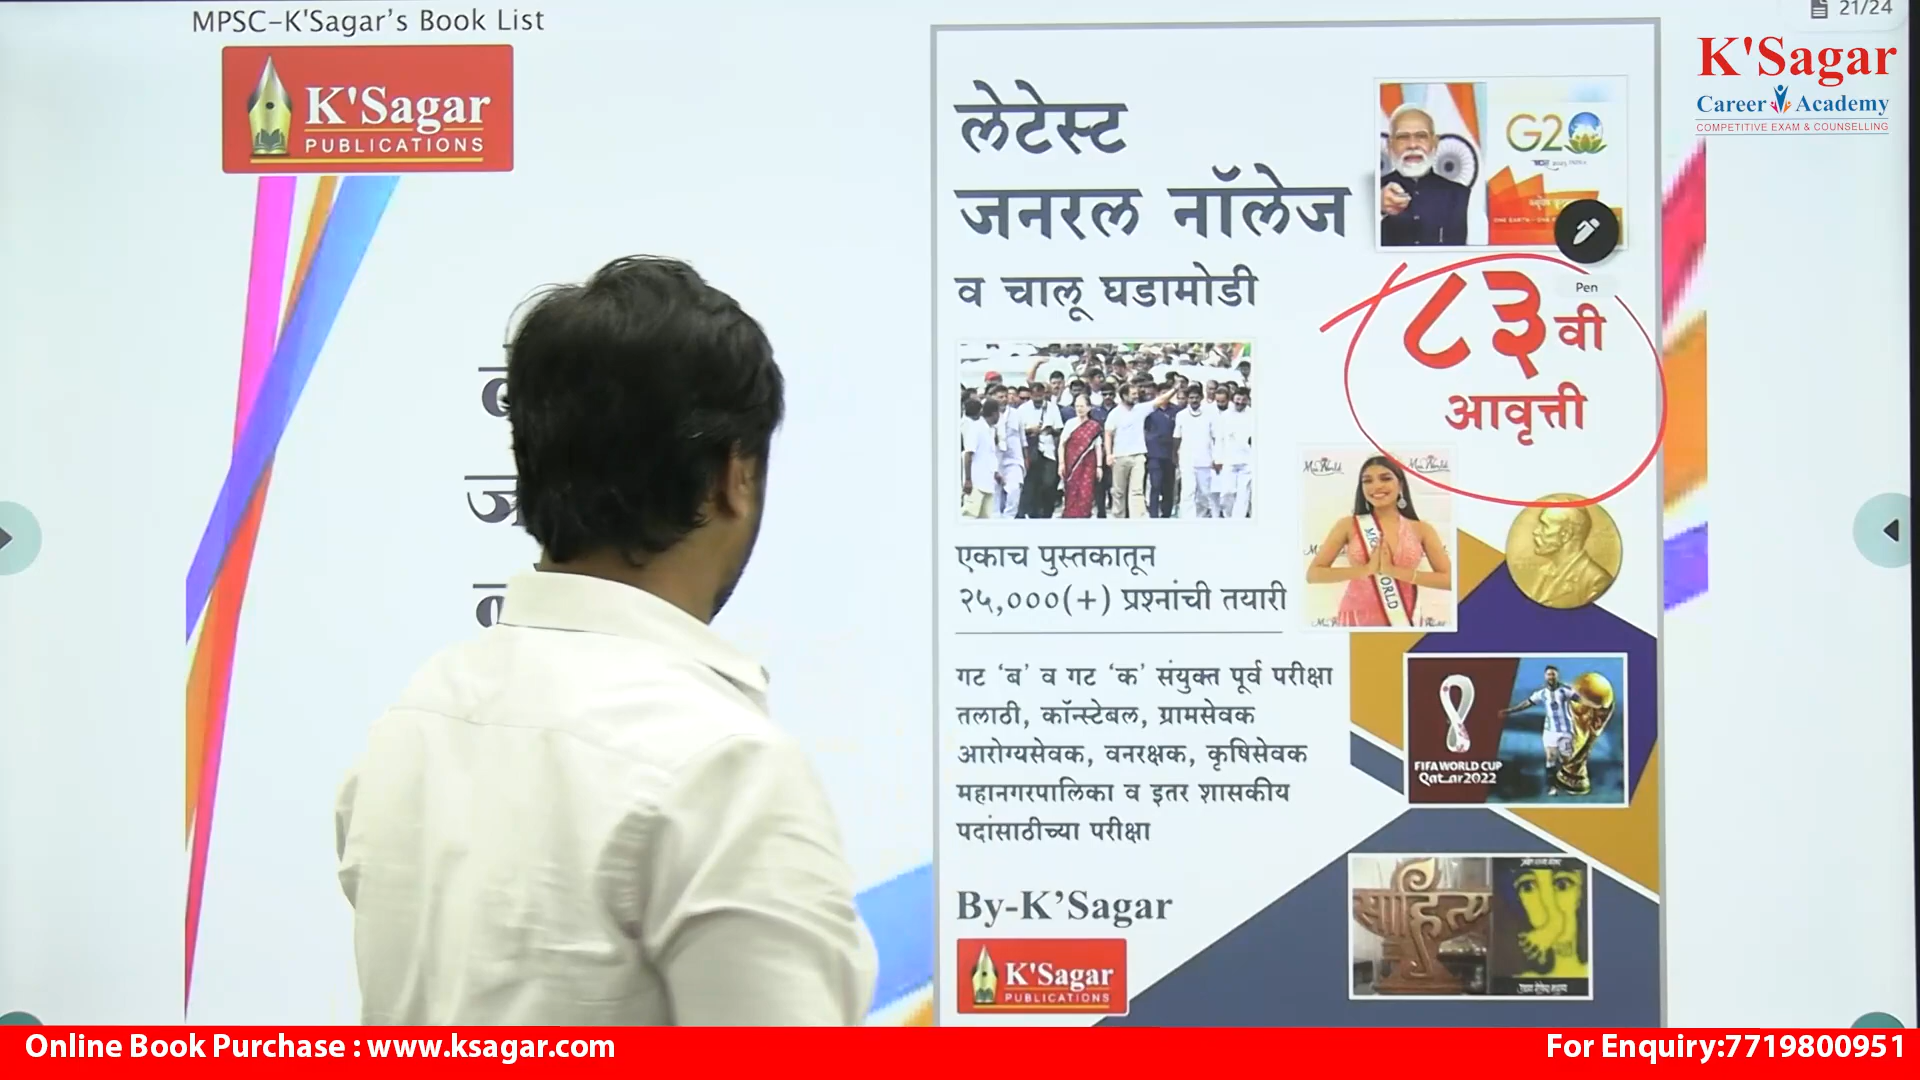 MPSC-K'Sagar's Book List
K'Sagar
PUBLICATIONS
21/24
K'Sagar
Career Academy
COMPETITIVE EXAM & COUNSELLING
लेटेस्ट
जनरल नॉलेज
व चालू घडामोडी
G20
८३ वी
आवृत्ती
Pen
Miss World
एकाच पुस्तकातून
२५,०००(+) प्रश्नांची तयारी
गट ‘ब’ व गट ‘क’ संयुक्त पूर्व परीक्षा
तलाठी, कॉन्स्टेबल, ग्रामसेवक
आरोग्यसेवक, वनरक्षक, कृषिसेवक
महानगरपालिका व इतर शासकीय
पदांसाठीच्या परीक्षा
FIFA WORLD CUP
Qatar2022
साहित्य
By-K’Sagar
K'Sagar
PUBLICATIONS
Online Book Purchase : www.ksagar.com
For Enquiry:7719800951